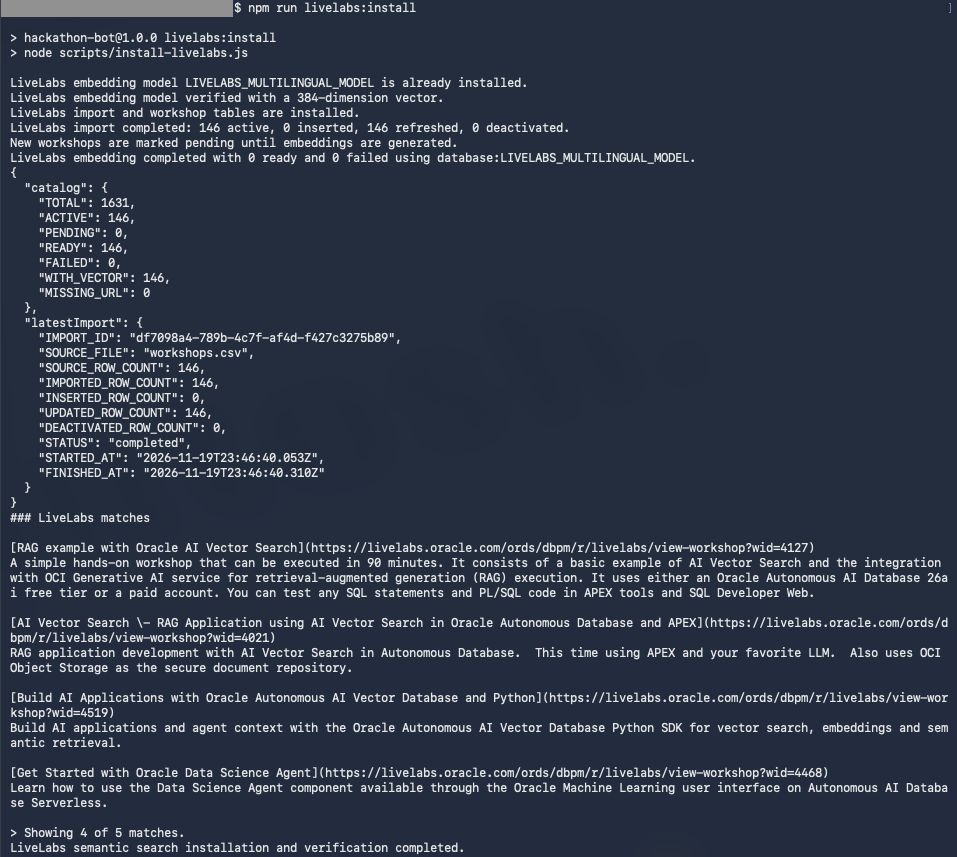 $ npm run livelabs:install ]
> hackathon-bot@1.0.0 livelabs:install
> node scripts/install-livelabs.js
LiveLabs embedding model LIVELABS_MULTILINGUAL_MODEL is already installed.
LiveLabs embedding model verified with a 384-dimension vector.
LiveLabs import and workshop tables are installed.
LiveLabs import completed: 146 active, 0 inserted, 146 refreshed, 0 deactivated.
New workshops are marked pending until embeddings are generated.
LiveLabs embedding completed with 0 ready and 0 failed using database:LIVELABS_MULTILINGUAL_MODEL.
{
  "catalog": {
    "TOTAL": 1631,
    "ACTIVE": 146,
    "PENDING": 0,
    "READY": 146,
    "FAILED": 0,
    "WITH_VECTOR": 146,
    "MISSING_URL": 0
  },
  "latestImport": {
    "IMPORT_ID": "df7098a4-789b-4c7f-af4d-f427c3275b89",
    "SOURCE_FILE": "workshops.csv",
    "SOURCE_ROW_COUNT": 146,
    "IMPORTED_ROW_COUNT": 146,
    "INSERTED_ROW_COUNT": 0,
    "UPDATED_ROW_COUNT": 146,
    "DEACTIVATED_ROW_COUNT": 0,
    "STATUS": "completed",
    "STARTED_AT": "2026-11-19T23:46:40.053Z",
    "FINISHED_AT": "2026-11-19T23:46:40.310Z"
  }
}
### LiveLabs matches
[RAG example with Oracle AI Vector Search](https://livelabs.oracle.com/ords/dbpm/r/livelabs/view-workshop?wid=4127)
A simple hands-on workshop that can be executed in 90 minutes. It consists of a basic example of AI Vector Search and the integration
with OCI Generative AI service for retrieval-augmented generation (RAG) execution. It uses either an Oracle Autonomous AI Database 26a
i free tier or a paid account. You can test any SQL statements and PL/SQL code in APEX tools and SQL Developer Web.
[AI Vector Search \- RAG Application using AI Vector Search in Oracle Autonomous Database and APEX](https://livelabs.oracle.com/ords/d
bpm/r/livelabs/view-workshop?wid=4021)
RAG application development with AI Vector Search in Autonomous Database.  This time using APEX and your favorite LLM.  Also uses OCI
Object Storage as the secure document repository.
[Build AI Applications with Oracle Autonomous AI Vector Database and Python](https://livelabs.oracle.com/ords/dbpm/r/livelabs/view-wor
kshop?wid=4519)
Build AI applications and agent context with the Oracle Autonomous AI Vector Database Python SDK for vector search, embeddings and sem
antic retrieval.
[Get Started with Oracle Data Science Agent](https://livelabs.oracle.com/ords/dbpm/r/livelabs/view-workshop?wid=4468)
Learn how to use the Data Science Agent component available through the Oracle Machine Learning user interface on Autonomous AI Databa
se Serverless.
> Showing 4 of 5 matches.
LiveLabs semantic search installation and verification completed.